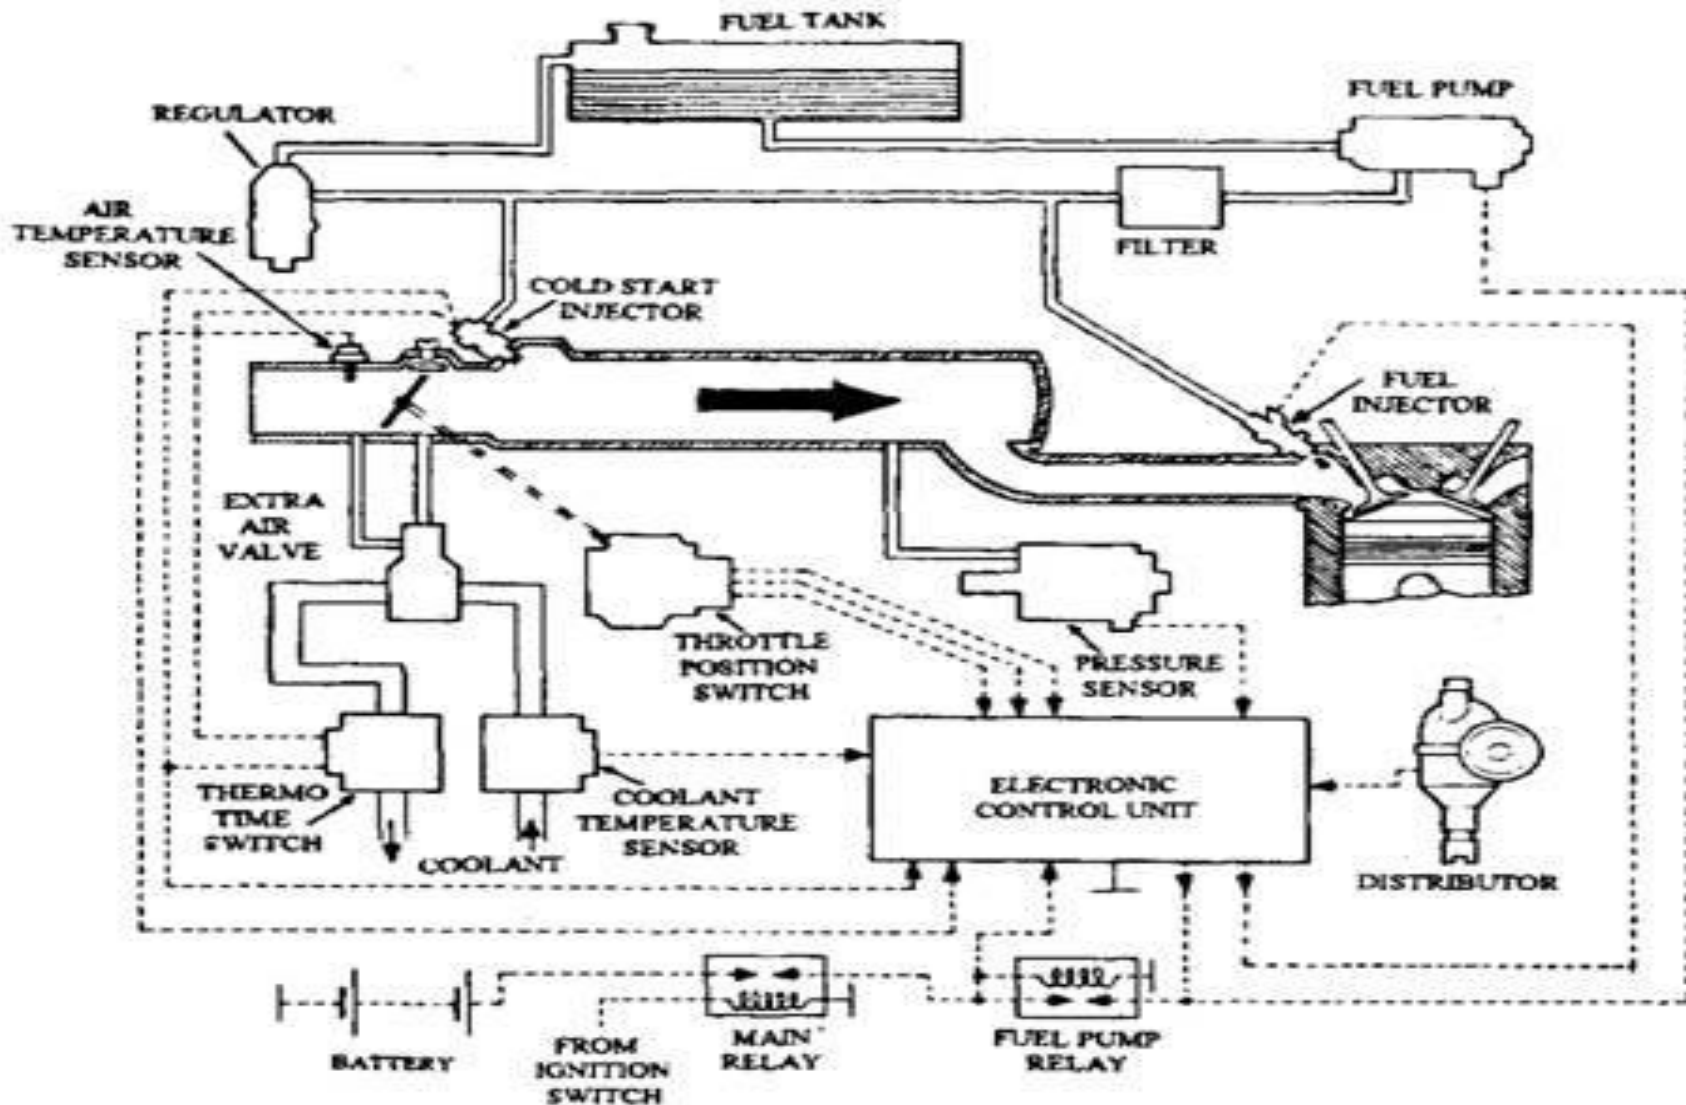 FUEL TANK
FUEL PUMP
REGULATOR
AIR
TEMPERATURE
SENSOR
FILTER
COLD START
INJECTOR
FUEL
INJECTOR
EXTRA
AIR
VALVE
THROTTLE
POSITION
SWITCH
PRESSURE
SENSOR
THERMO
TIME
SWITCH
COOLANT
TEMPERATURE
SENSOR
COOLANT
ELECTRONIC
CONTROL UNIT
DISTRIBUTOR
BATTERY
FROM
IGNITION
SWITCH
MAIN
RELAY
FUEL PUMP
RELAY